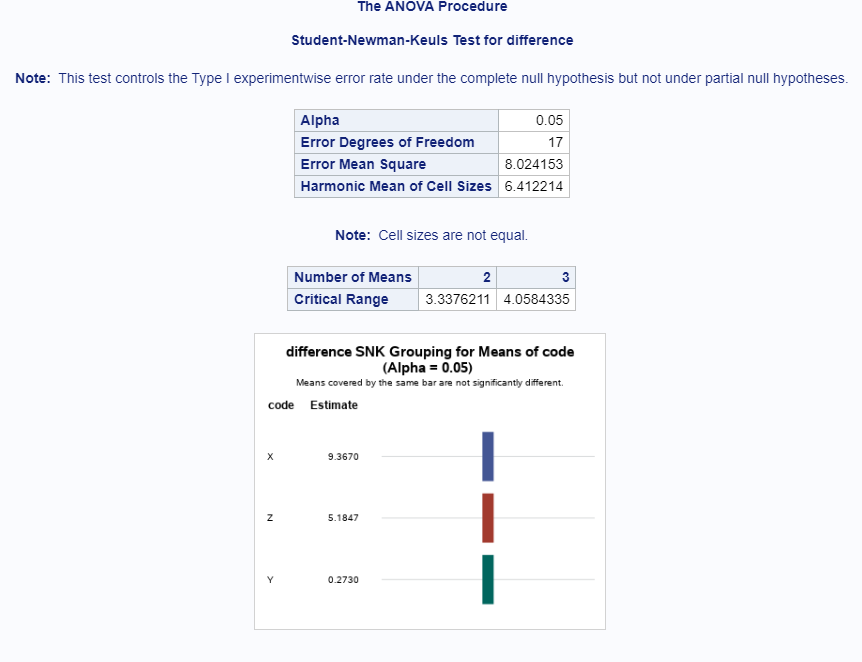 The ANOVA Procedure
Student-Newman-Keuls Test for difference
Note: This test controls the Type I experimentwise error rate under the complete null hypothesis but not under partial null hypotheses.
Alpha 0.05
Error Degrees of Freedom 17
Error Mean Square 8.024153
Harmonic Mean of Cell Sizes 6.412214
Note: Cell sizes are not equal.
Number of Means 2 3
Critical Range 3.3376211 4.0584335
difference SNK Grouping for Means of code
(Alpha = 0.05)
Means covered by the same bar are not significantly different.
code Estimate
X 9.3670
Z 5.1847
Y 0.2730